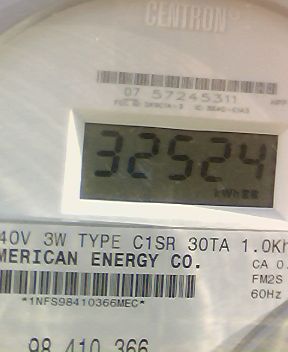 CENTRON®
07 57245311
32524
kWh
40V 3W TYPE C1SR 30TA 1.0Kh
MERICAN ENERGY CO.
CA 0.
FM2S
60Hz
*1NFS98410366MEC*
98 410 366